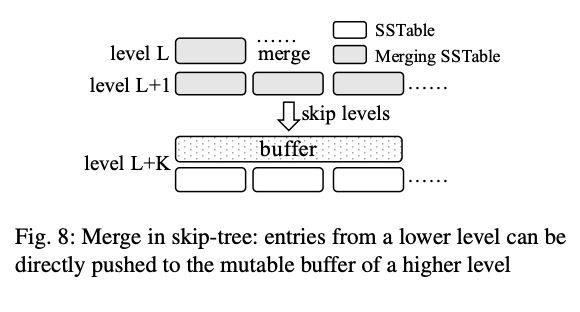 SSTable
level L
......
merge
Merging SSTable
level L+1
......
skip levels
buffer
level L+K
......
Fig. 8: Merge in skip-tree: entries from a lower level can be
directly pushed to the mutable buffer of a higher level